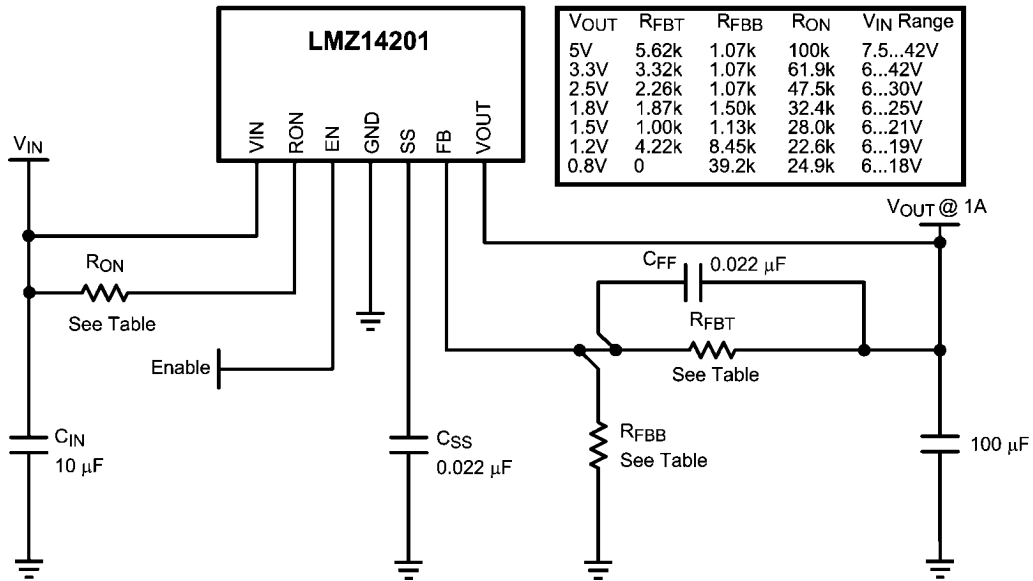 LMZ14201
VIN RON EN GND SS FB VOUT
VOUT RFBT RFBB RON VIN Range
5V 5.62k 1.07k 100k 7.5...42V
3.3V 3.32k 1.07k 61.9k 6...42V
2.5V 2.26k 1.07k 47.5k 6...30V
1.8V 1.87k 1.50k 32.4k 6...25V
1.5V 1.00k 1.13k 28.0k 6...21V
1.2V 4.22k 8.45k 22.6k 6...19V
0.8V 0 39.2k 24.9k 6...18V
VIN
VOUT @ 1A
RON
See Table
CFF 0.022 μF
RFBT
See Table
Enable
CIN
10 μF
CSS
0.022 μF
RFBB
See Table
100 μF